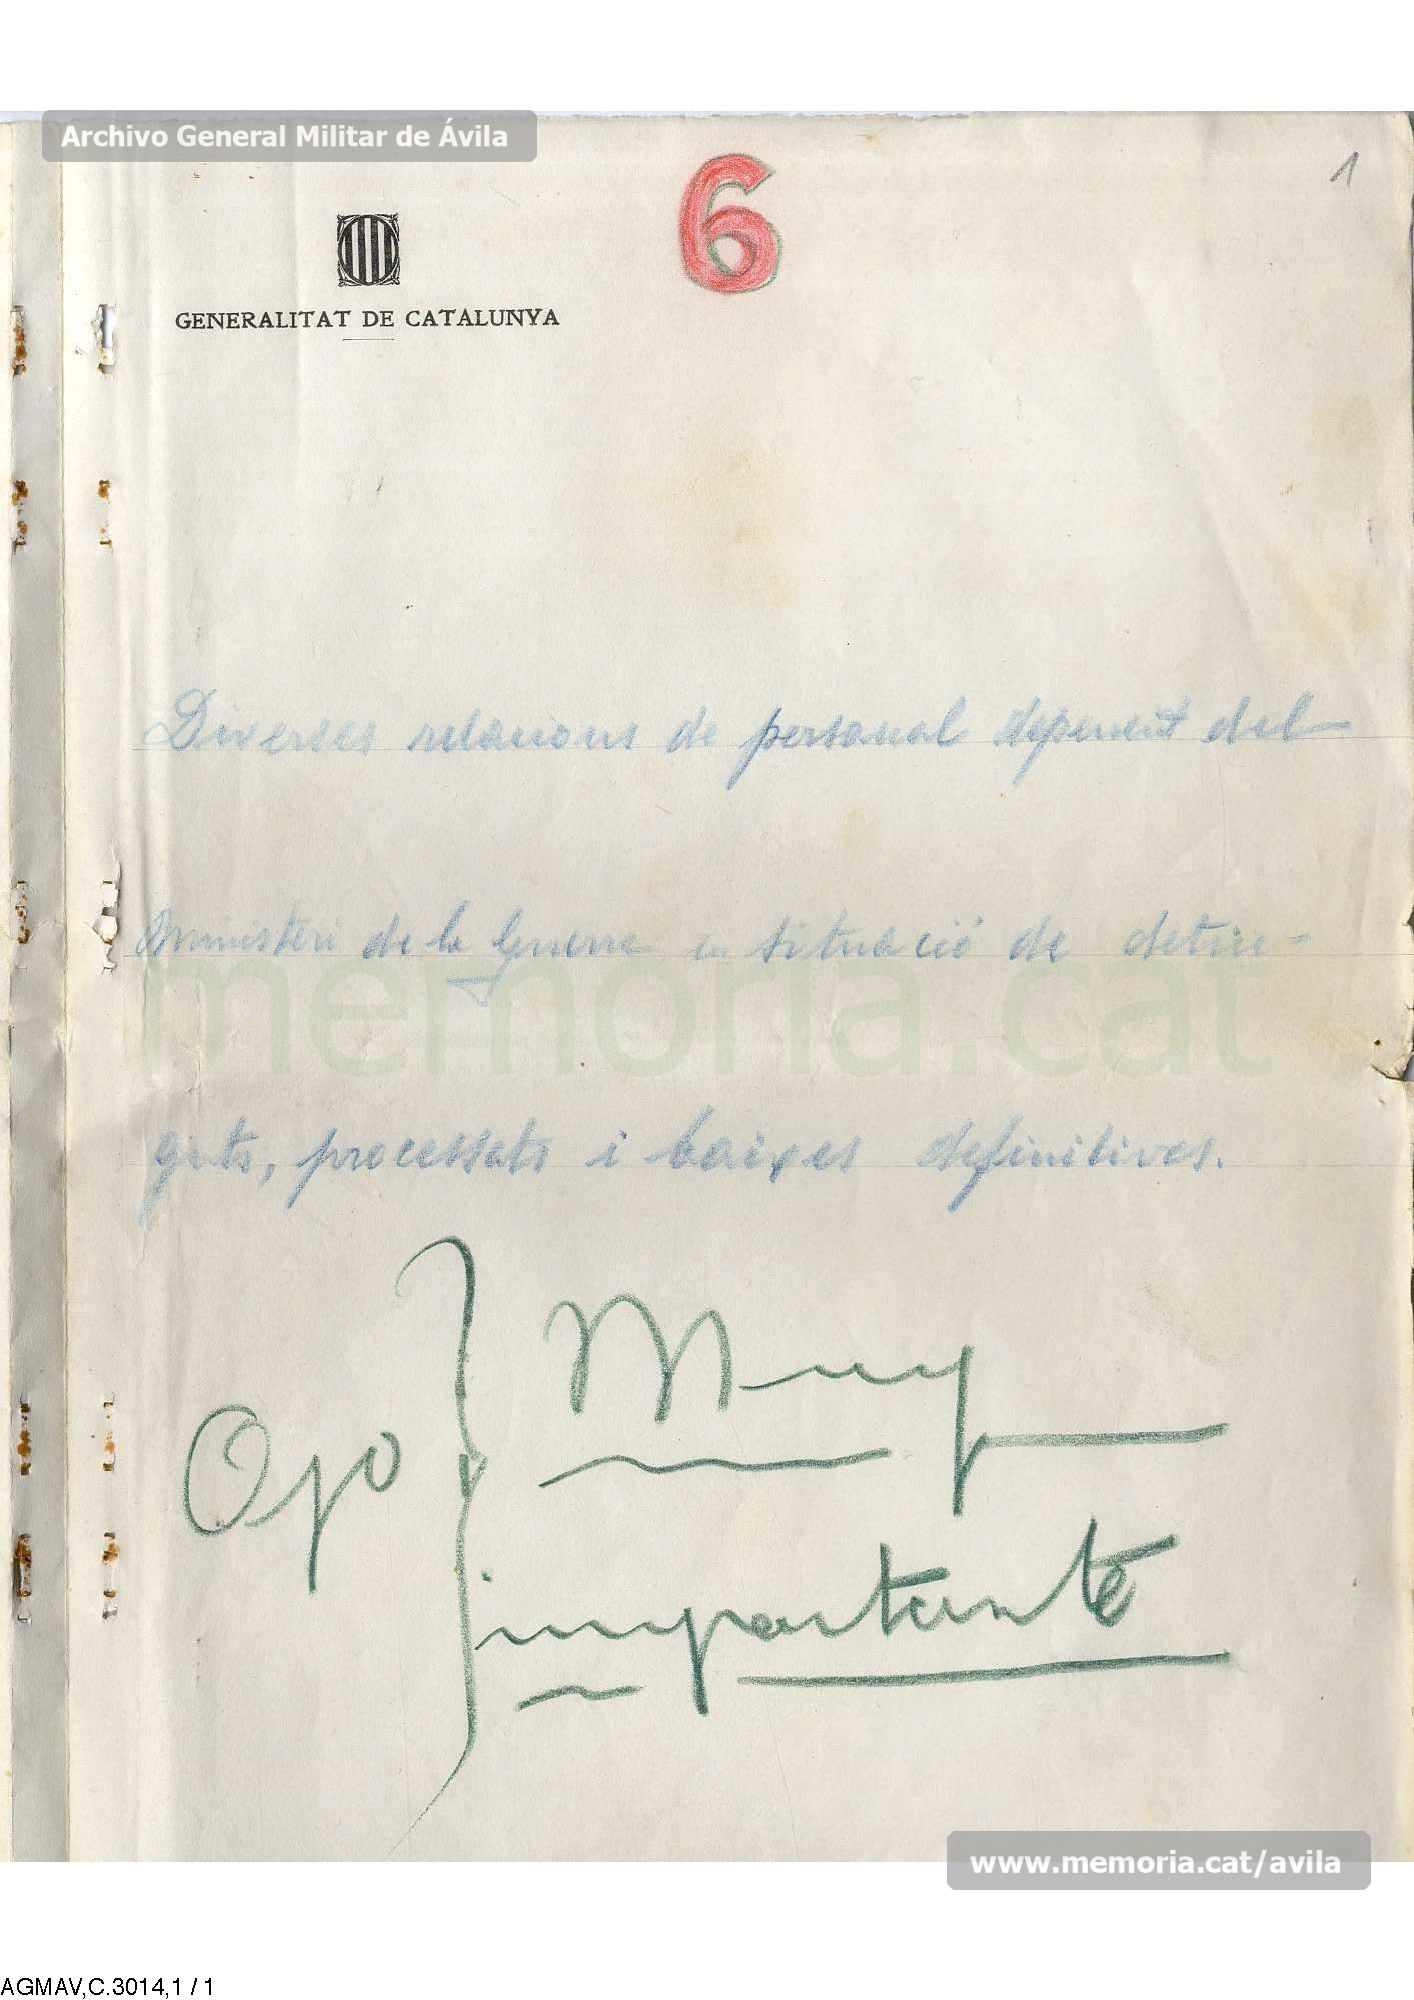 Archivo General Militar de Ávila
6
1
GENERALITAT DE CATALUNYA
Diverses relacions de personal depenent del
Ministeri de la Guerra en situació de detin-
guts, processats i baixes definitives.
memoria.cat
Ojo
Muy
importante
www.memoria.cat/avila
AGMAV,C.3014,1 / 1